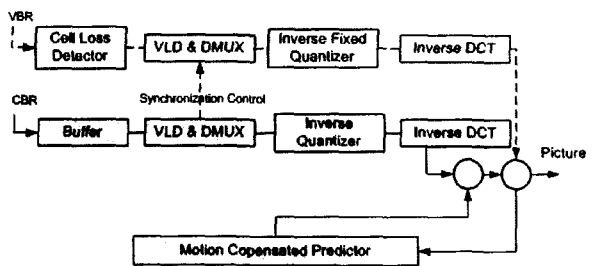 VBR
Cell Loss
Detector
VLD & DMUX
Inverse Fixed
Quantizer
Inverse DCT
Synchronization Control
CBR
Buffer
VLD & DMUX
Inverse
Quantizer
Inverse DCT
Picture
Motion Copensated Predictor